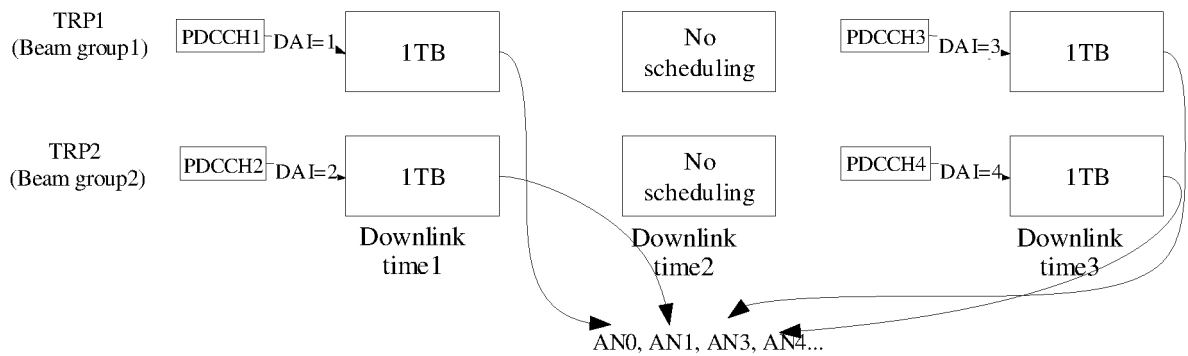 TRP1
(Beam group1)
PDCCH1
DAI=1
1TB
No
scheduling
PDCCH3
DAI=3
1TB
TRP2
(Beam group2)
PDCCH2
DAI=2
1TB
No
scheduling
PDCCH4
DAI=4
1TB
Downlink
time1
Downlink
time2
Downlink
time3
AN0, AN1, AN3, AN4...